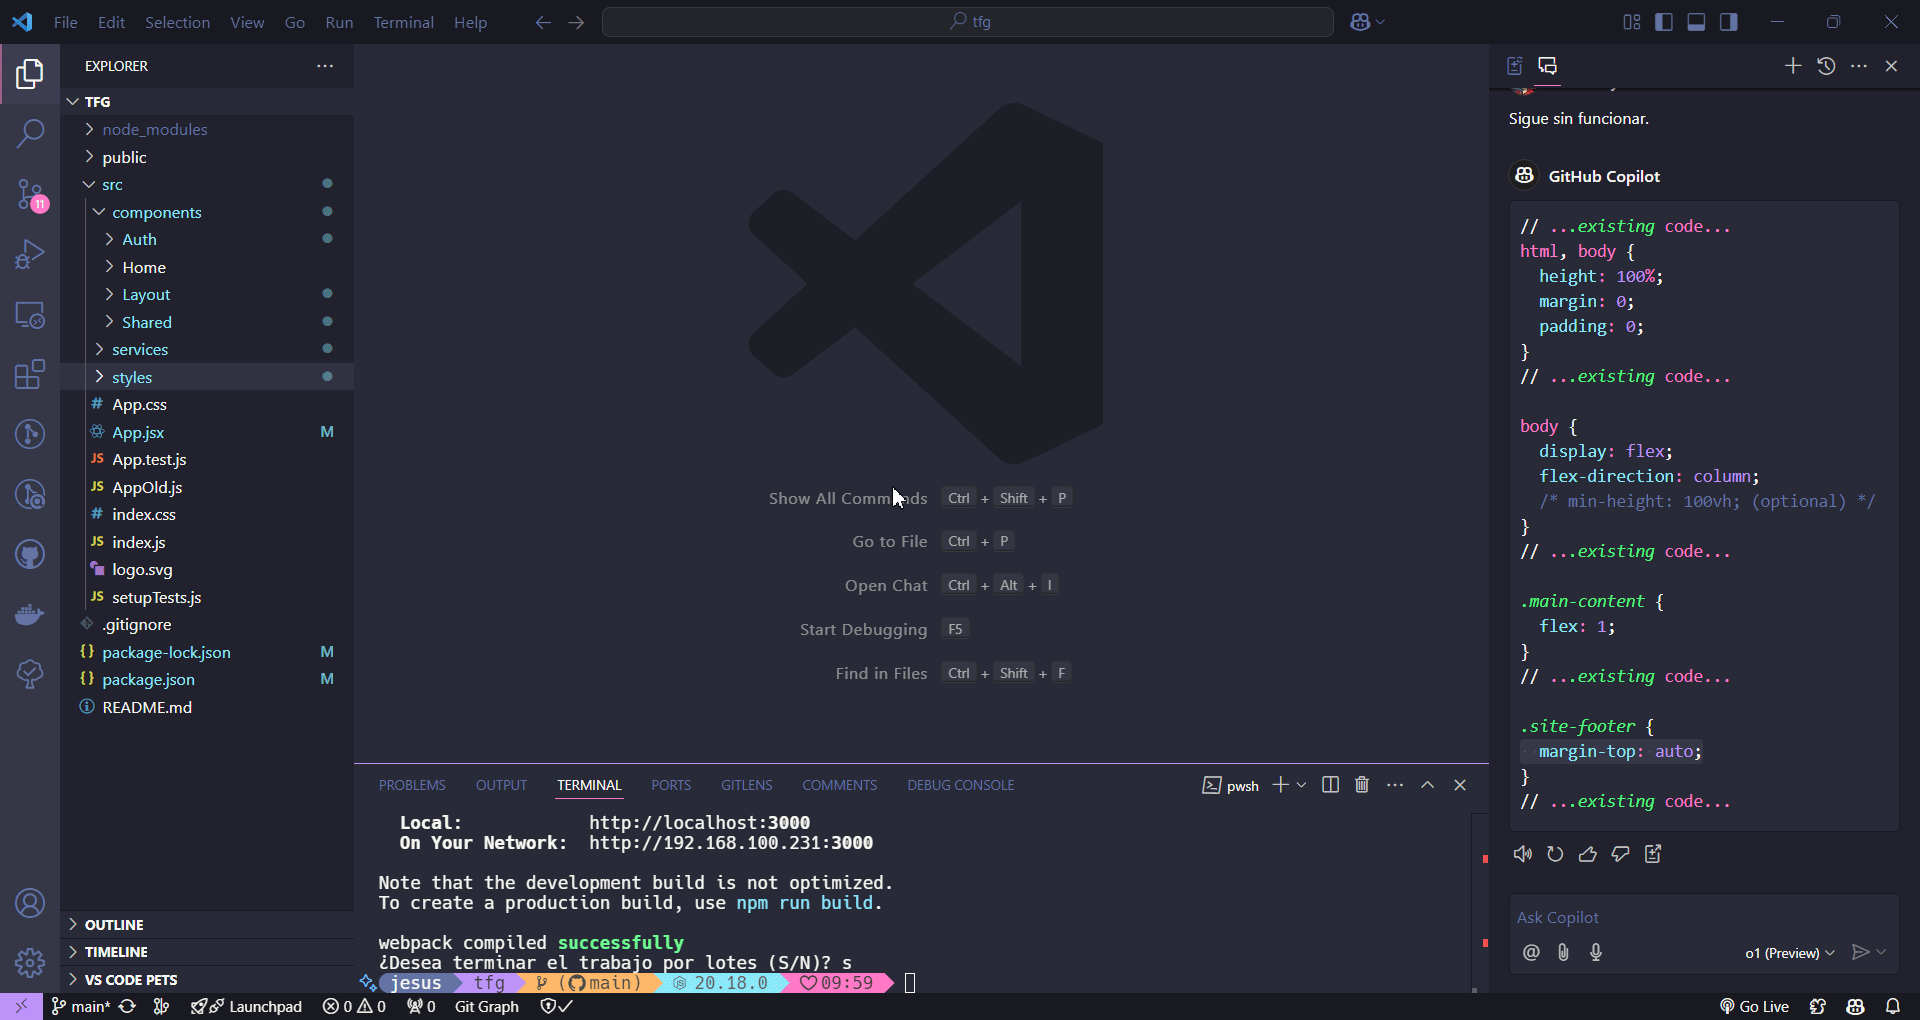 File Edit Selection View Go Run Terminal Help
tfg
EXPLORER
TFG
node_modules
public
src
components
Auth
Home
Layout
Shared
services
styles
# App.css
App.jsx M
JS App.test.js
JS AppOld.js
# index.css
JS index.js
logo.svg
JS setupTests.js
.gitignore
{} package-lock.json M
{} package.json M
README.md
OUTLINE
TIMELINE
VS CODE PETS
11
Show All Commands Ctrl + Shift + P
Go to File Ctrl + P
Open Chat Ctrl + Alt + I
Start Debugging F5
Find in Files Ctrl + Shift + F
PROBLEMS OUTPUT TERMINAL PORTS GITLENS COMMENTS DEBUG CONSOLE
pwsh
Local: http://localhost:3000
On Your Network: http://192.168.100.231:3000
Note that the development build is not optimized.
To create a production build, use npm run build.
webpack compiled successfully
¿Desea terminar el trabajo por lotes (S/N)? s
jesus tfg (main) 20.18.0 09:59
Sigue sin funcionar.
GitHub Copilot
// ...existing code...
html, body {
height: 100%;
margin: 0;
padding: 0;
}
// ...existing code...
body {
display: flex;
flex-direction: column;
/* min-height: 100vh; (optional) */
}
// ...existing code...
.main-content {
flex: 1;
}
// ...existing code...
.site-footer {
margin-top: auto;
}
// ...existing code...
Ask Copilot
@ o1 (Preview)
main* Launchpad 0 0 0 Git Graph Go Live